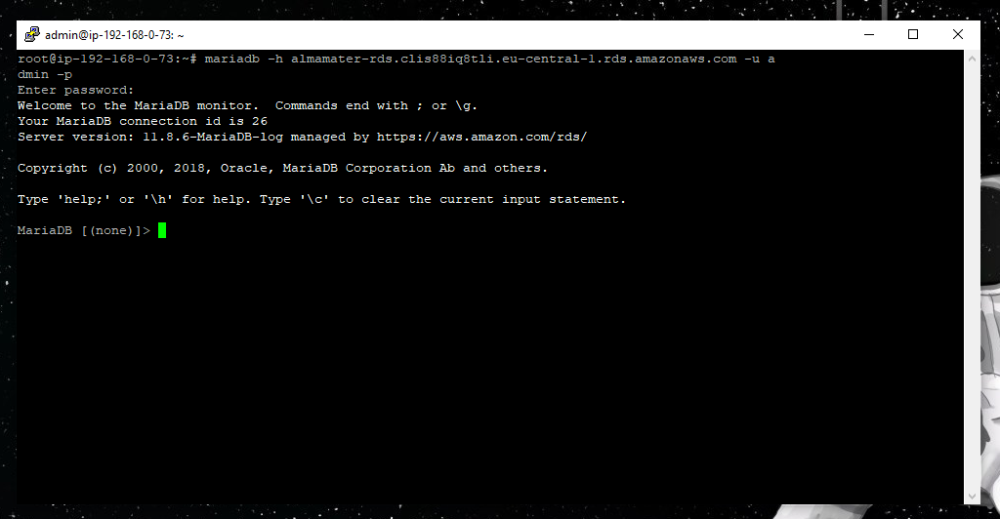 admin@ip-192-168-0-73: ~
root@ip-192-168-0-73:~# mariadb -h almamater-rds.clis88iq8tli.eu-central-1.rds.amazonaws.com -u a
dmin -p
Enter password:
Welcome to the MariaDB monitor.  Commands end with ; or \g.
Your MariaDB connection id is 26
Server version: 11.8.6-MariaDB-log managed by https://aws.amazon.com/rds/
Copyright (c) 2000, 2018, Oracle, MariaDB Corporation Ab and others.
Type 'help;' or '\h' for help. Type '\c' to clear the current input statement.
MariaDB [(none)]>